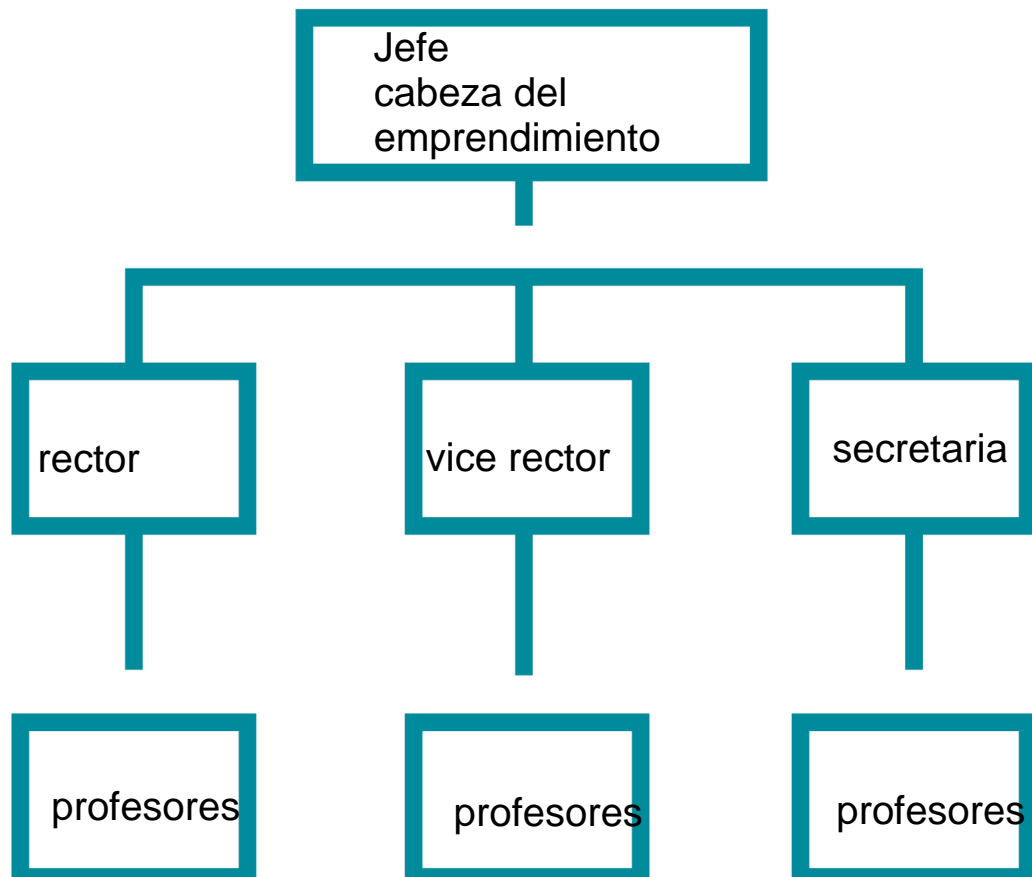 Jefe
cabeza del
emprendimiento
rector
vice rector
secretaria
profesores
profesores
profesores